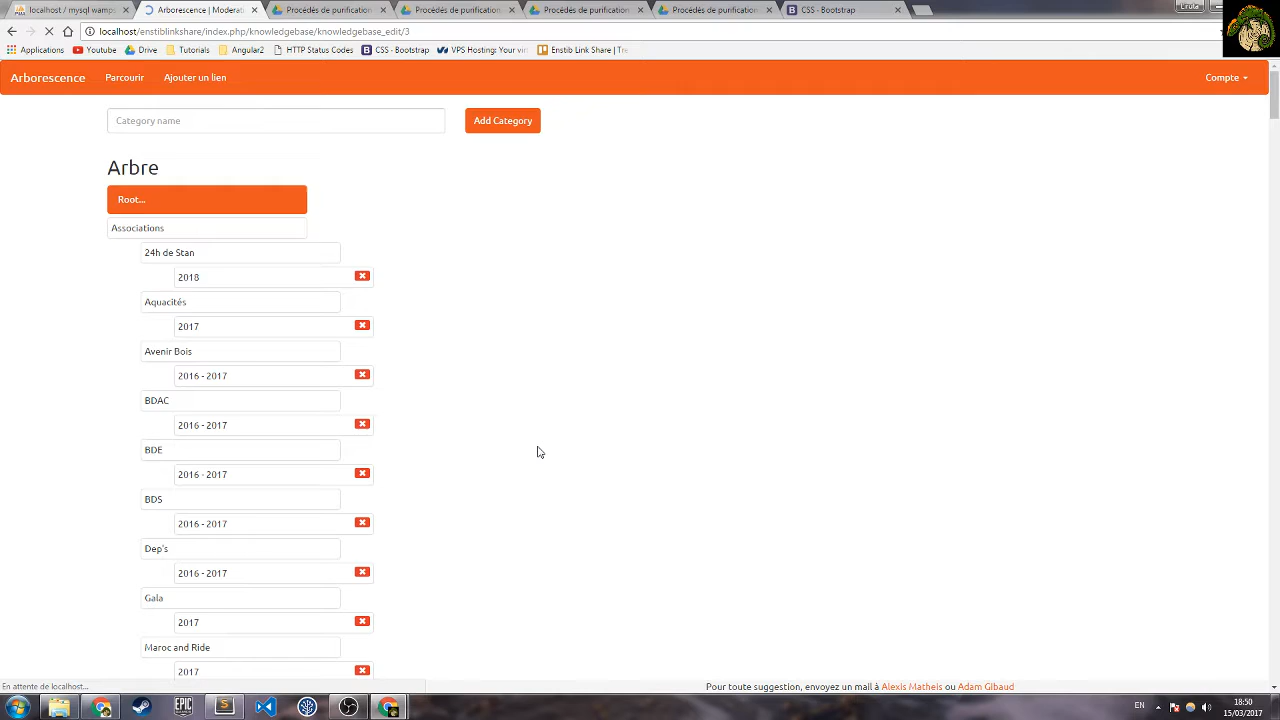 localhost / mysql wamps
Arborescence | Moderat
Procédés de purification
Procédés de purification
Procédés de purification
Procédés de purification
CSS - Bootstrap
localhost/enstiblinkshare/index.php/knowledgebase/knowledgebase_edit/3
Applications Youtube Drive Tutorials Angular2 HTTP Status Codes CSS - Bootstrap VPS Hosting: Your vir Enstib Link Share | Tre
Arborescence Parcourir Ajouter un lien Compte
Category name Add Category
Arbre
Root...
Associations
24h de Stan
2018
Aquacités
2017
Avenir Bois
2016 - 2017
BDAC
2016 - 2017
BDE
2016 - 2017
BDS
2016 - 2017
Dep's
2016 - 2017
Gala
2017
Maroc and Ride
2017
En attente de localhost...
Pour toute suggestion, envoyez un mail à Alexis Matheis ou Adam Gibaud
EPIC
EN
18:50
15/03/2017